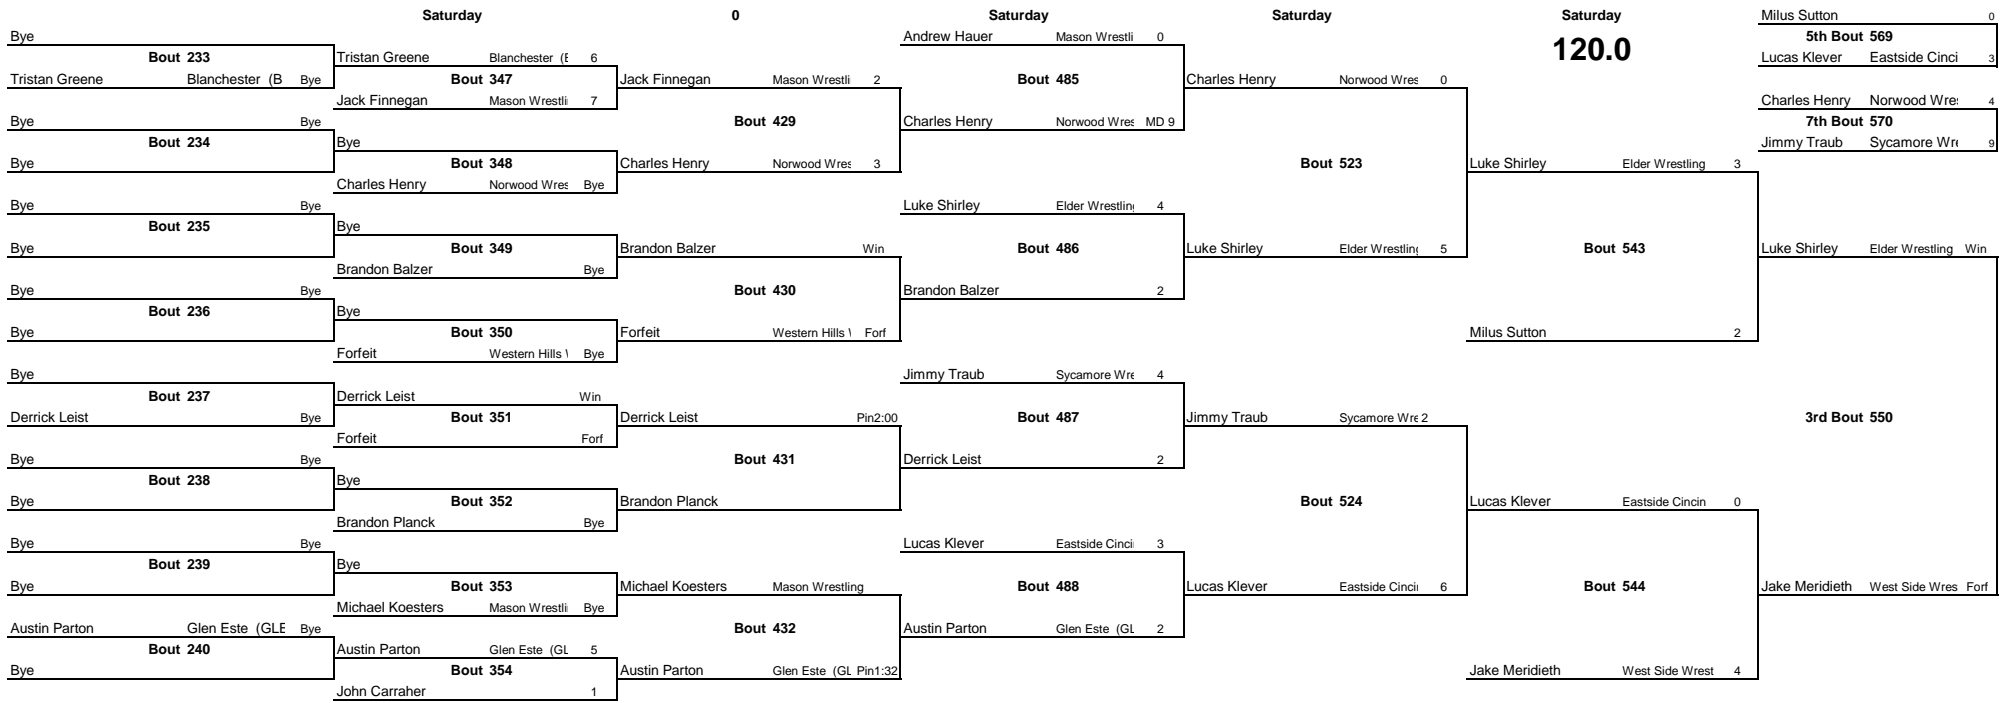 Saturday 0 Saturday Saturday Saturday Milus Sutton 0
Bye Andrew Hauer Mason Wrestli 0 120.0 5th Bout 569
Bout 233 Tristan Greene Blanchester (E 6 Lucas Klever Eastside Cinci 3
Tristan Greene Blanchester (B Bye Bout 347 Jack Finnegan Mason Wrestli 2 Bout 485 Charles Henry Norwood Wres 0
Jack Finnegan Mason Wrestli 7 Charles Henry Norwood Wre 4
Bye Bye Bout 429 Charles Henry Norwood Wres MD 9 7th Bout 570
Bout 234 Bye Jimmy Traub Sycamore Wre 9
Bye Bout 348 Charles Henry Norwood Wres 3 Bout 523 Luke Shirley Elder Wrestling 3
Charles Henry Norwood Wres Bye
Bye Bye Luke Shirley Elder Wrestling 4
Bout 235 Bye
Bye Bout 349 Brandon Balzer Win Bout 486 Luke Shirley Elder Wrestling 5 Bout 543 Luke Shirley Elder Wrestling Win
Brandon Balzer Bye
Bye Bye Bout 430 Brandon Balzer 2
Bout 236 Bye
Bye Bout 350 Forfeit Western Hills Forf Milus Sutton 2
Forfeit Western Hills Bye
Bye Jimmy Traub Sycamore Wre 4
Bout 237 Derrick Leist Win
Derrick Leist Bye Bout 351 Derrick Leist Pin2:00 Bout 487 Jimmy Traub Sycamore Wre 2 3rd Bout 550
Forfeit Forf
Bye Bye Bout 431 Derrick Leist 2
Bout 238 Bye
Bye Bout 352 Brandon Planck Bout 524 Lucas Klever Eastside Cincin 0
Brandon Planck Bye
Bye Bye Lucas Klever Eastside Cinci 3
Bout 239 Bye
Bye Bout 353 Michael Koesters Mason Wrestling Bout 488 Lucas Klever Eastside Cinci 6 Bout 544 Jake Meridieth West Side Wres Forf
Michael Koesters Mason Wrestli Bye
Austin Parton Glen Este (GLE Bye Bout 432 Austin Parton Glen Este (GL 2
Bout 240 Austin Parton Glen Este (GL 5
Bye Bout 354 Austin Parton Glen Este (GL Pin1:32 Jake Meridieth West Side Wrest 4
John Carraher 1